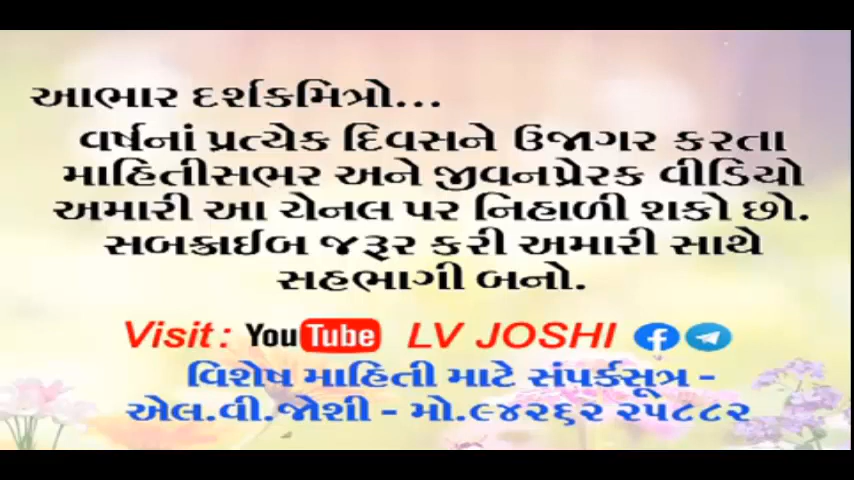 આભાર દર્શકમિત્રો...
વર્ષનાં પ્રત્યેક દિવસને ઉજાગર કરતા
માહિતીસભર અને જીવનપ્રેરક વીડિયો
અમારી આ ચેનલ પર નિહાળી શકો છો.
સબસ્ક્રાઈબ જરૂર કરી અમારી સાથે
સહભાગી બનો.
Visit: YouTube LV JOSHI
વિશેષ માહિતી માટે સંપર્કસૂત્ર -
એલ.વી.જોશી - મો.૯૪૨૬૨ ૨૫૮૮૨